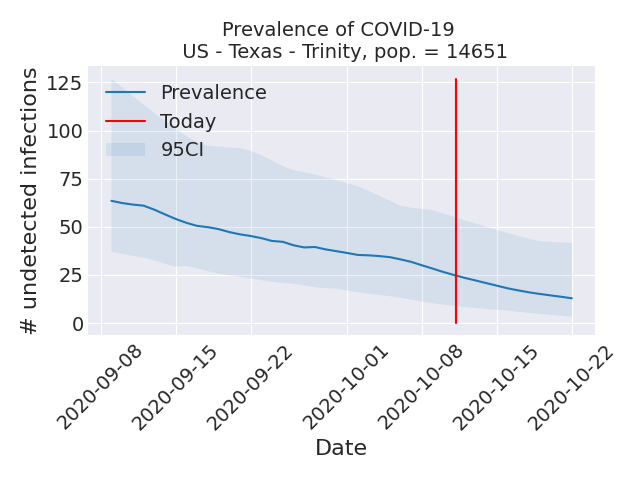 Prevalence of COVID-19
US - Texas - Trinity, pop. = 14651
# undetected infections
125
100
75
50
25
0
Prevalence
Today
95CI
2020-09-08
2020-09-15
2020-09-22
2020-10-01
2020-10-08
2020-10-15
2020-10-22
Date